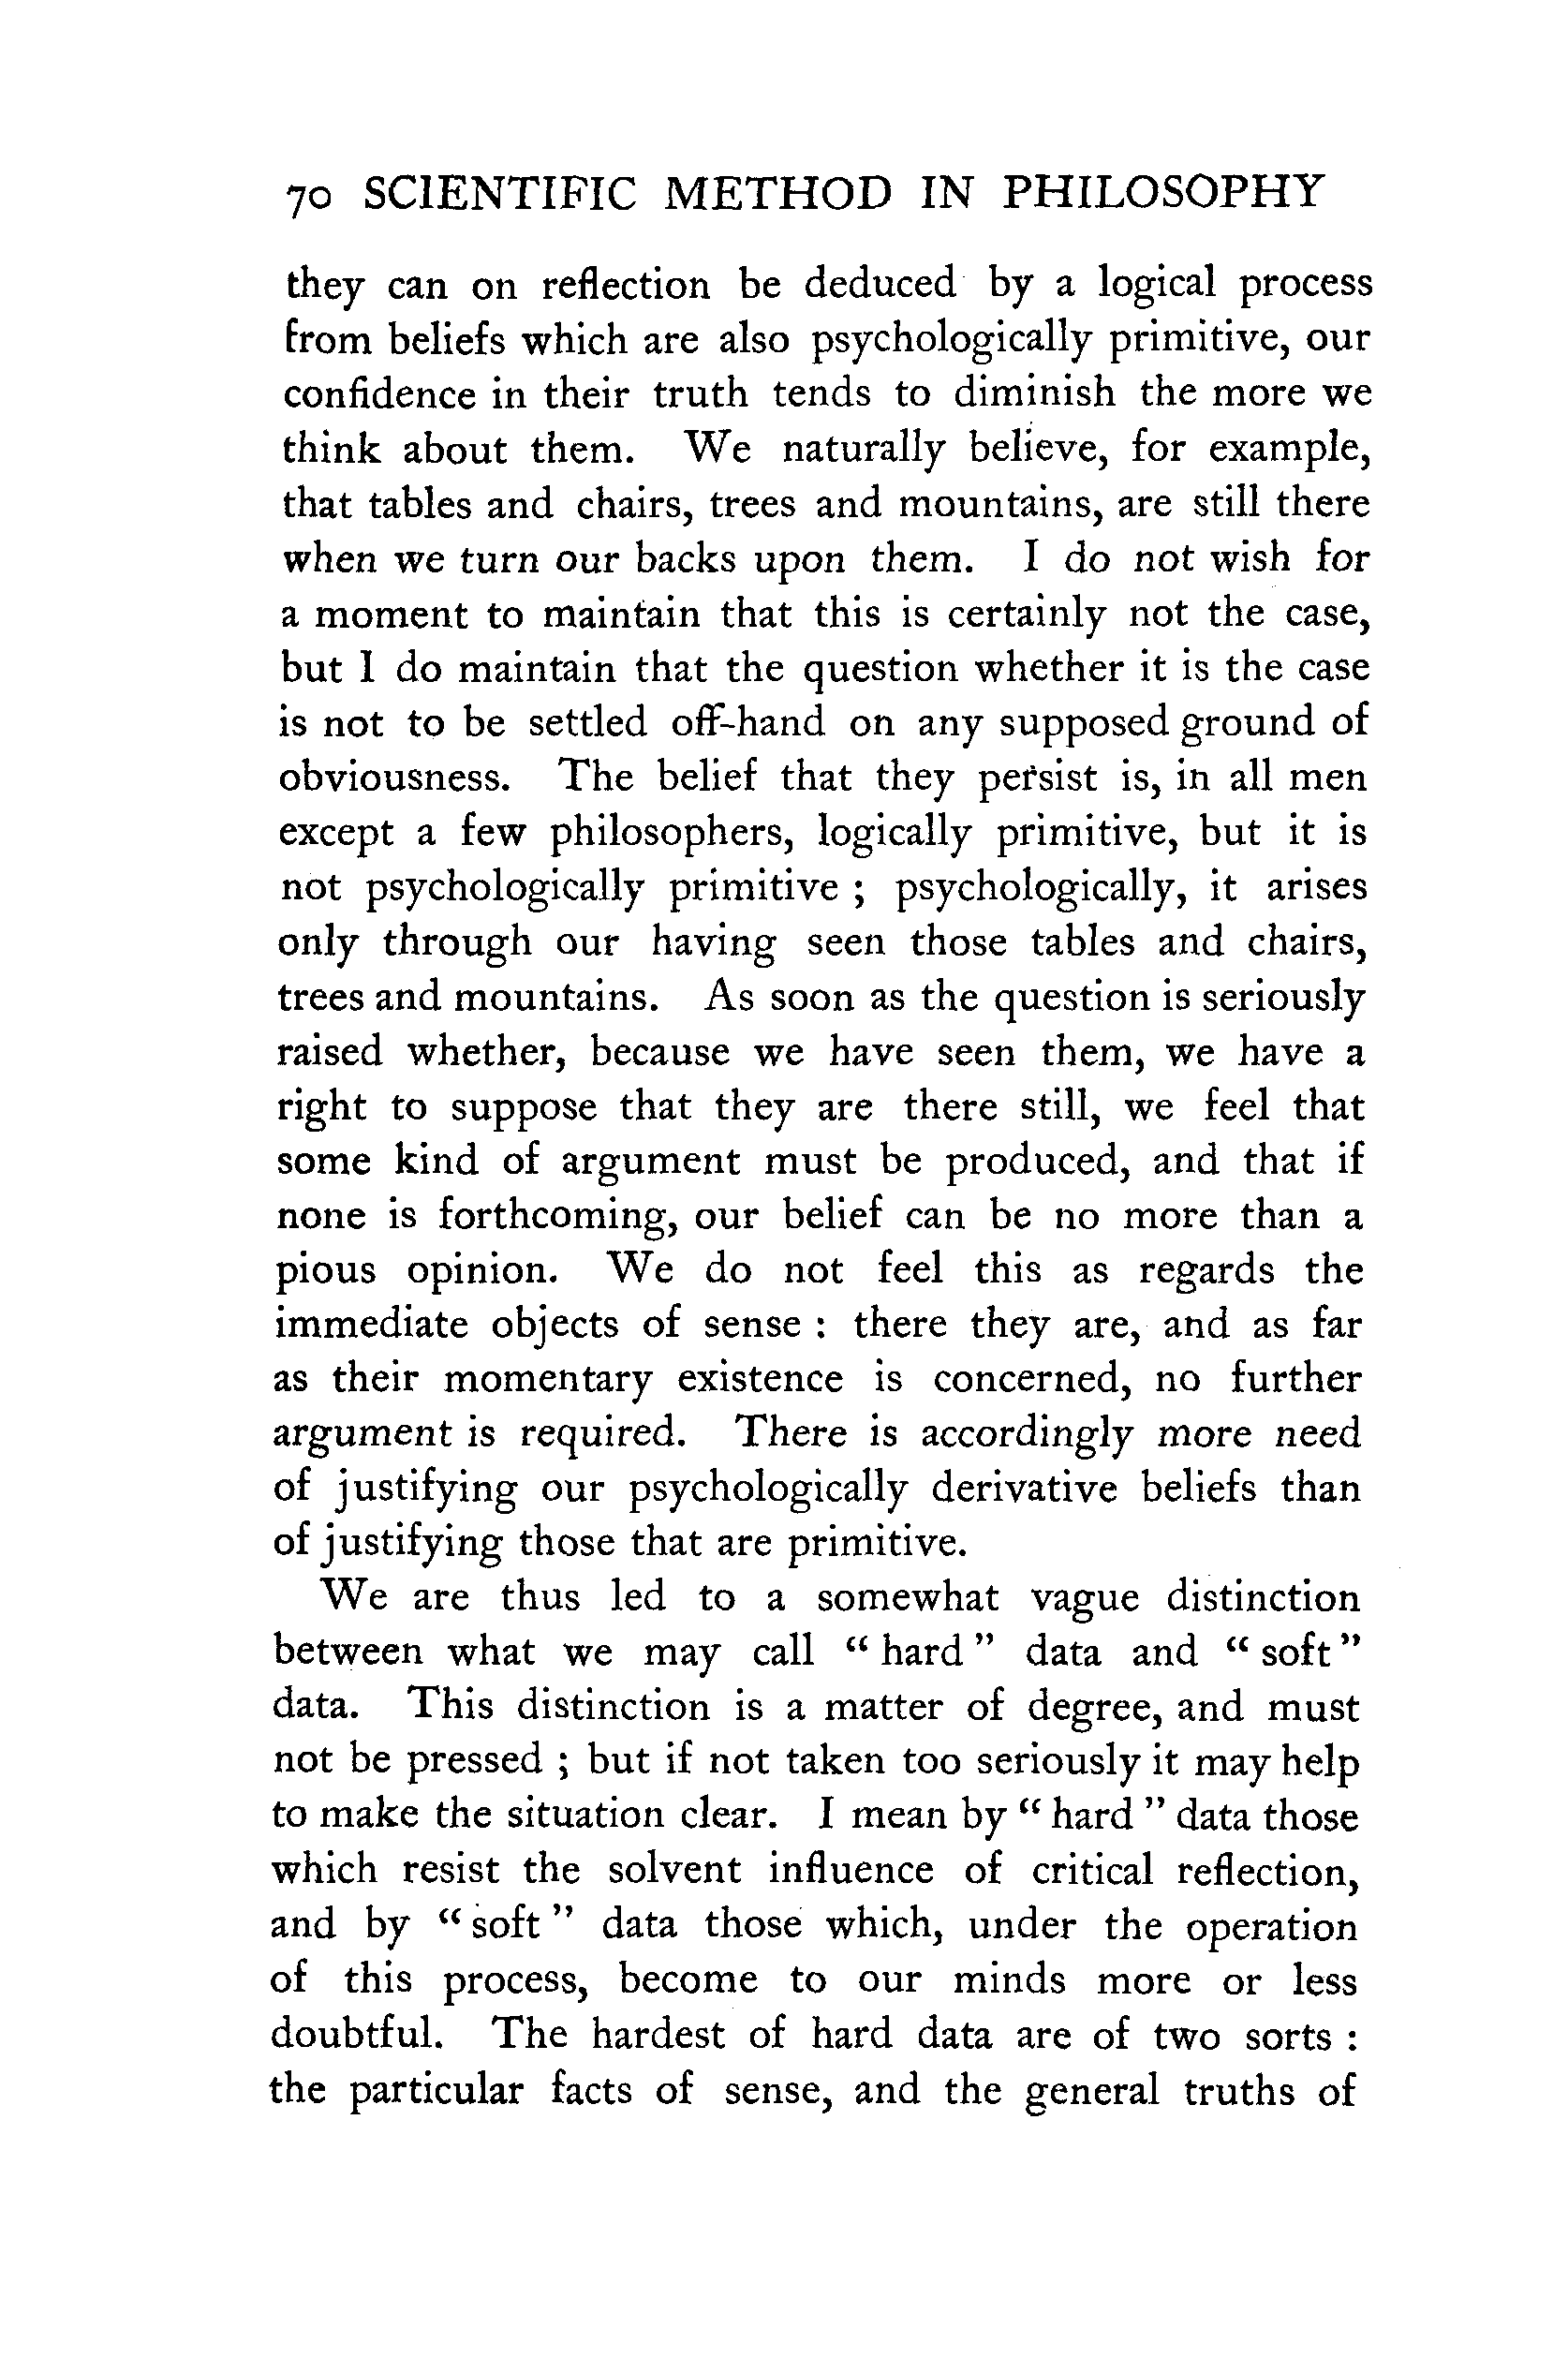 70 SCIENTIFIC METHOD IN PHILOSOPHY
they can on reflection be deduced by a logical process
from beliefs which are also psychologically primitive, our
confidence in their truth tends to diminish the more we
think about them. We naturally believe, for example,
that tables and chairs, trees and mountains, are still there
when we turn our backs upon them. I do not wish for
a moment to maintain that this is certainly not the case,
but I do maintain that the question whether it is the case
is not to be settled off-hand on any supposed ground of
obviousness. The belief that they persist is, in all men
except a few philosophers, logically primitive, but it is
not psychologically primitive ; psychologically, it arises
only through our having seen those tables and chairs,
trees and mountains. As soon as the question is seriously
raised whether, because we have seen them, we have a
right to suppose that they are there still, we feel that
some kind of argument must be produced, and that if
none is forthcoming, our belief can be no more than a
pious opinion. We do not feel this as regards the
immediate objects of sense : there they are, and as far
as their momentary existence is concerned, no further
argument is required. There is accordingly more need
of justifying our psychologically derivative beliefs than
of justifying those that are primitive.
We are thus led to a somewhat vague distinction
between what we may call “ hard ” data and “ soft ”
data. This distinction is a matter of degree, and must
not be pressed ; but if not taken too seriously it may help
to make the situation clear. I mean by “ hard ” data those
which resist the solvent influence of critical reflection,
and by “ soft ” data those which, under the operation
of this process, become to our minds more or less
doubtful. The hardest of hard data are of two sorts :
the particular facts of sense, and the general truths of